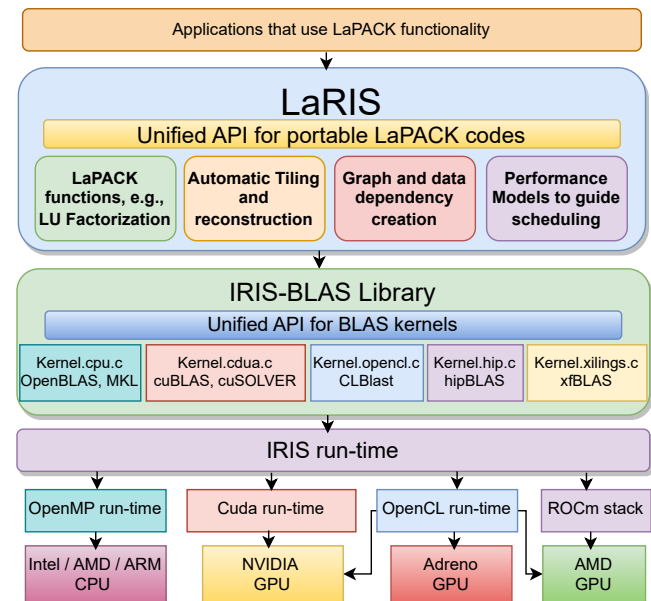 Applications that use LaPACK functionality
LaRIS
Unified API for portable LaPACK codes
LaPACK
functions, e.g.,
LU Factorization
Automatic Tiling
and
reconstruction
Graph and data
dependency
creation
Performance
Models to guide
scheduling
IRIS-BLAS Library
Unified API for BLAS kernels
Kernel.cpu.c
OpenBLAS, MKL
Kernel.cdua.c
cuBLAS, cuSOLVER
Kernel.opencl.c
CLBlast
Kernel.hip.c
hipBLAS
Kernel.xilings.c
xfBLAS
IRIS run-time
OpenMP run-time
Cuda run-time
OpenCL run-time
ROCm stack
Intel / AMD / ARM
CPU
NVIDIA
GPU
Adreno
GPU
AMD
GPU